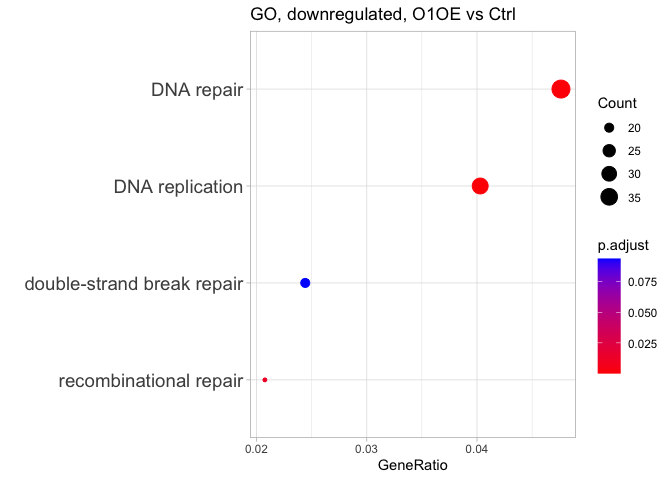 GO, downregulated, O1OE vs Ctrl
DNA repair
DNA replication
double-strand break repair
recombinational repair
0.02
0.03
0.04
GeneRatio
Count
20
25
30
35
p.adjust
0.075
0.050
0.025